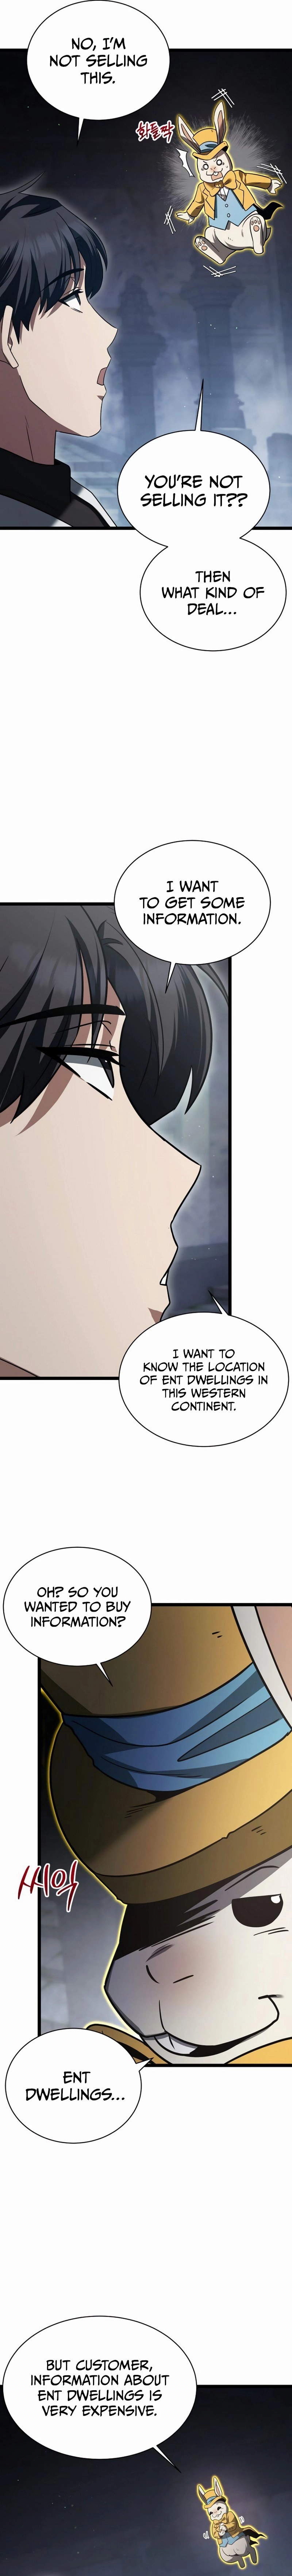 NO, I'M
NOT SELLING
THIS.
화들짝
YOU'RE NOT
SELLING IT??
THEN
WHAT KIND OF
DEAL...
I WANT
TO GET SOME
INFORMATION.
I WANT TO
KNOW THE LOCATION
OF ENT DWELLINGS IN
THIS WESTERN
CONTINENT.
OH? SO YOU
WANTED TO BUY
INFORMATION?
씨익
ENT
DWELLINGS...
BUT CUSTOMER,
INFORMATION ABOUT
ENT DWELLINGS IS
VERY EXPENSIVE.